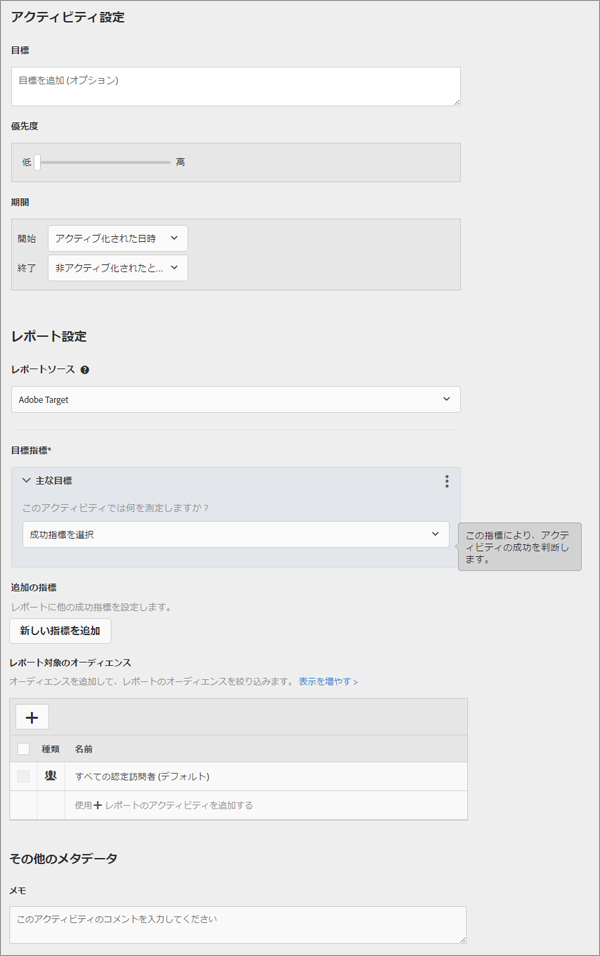 アクティビティ設定
目標
目標を追加 (オプション)
優先度
低 高
期間
開始 アクティブ化された日時
終了 非アクティブ化されたと...
レポート設定
レポートソース ?
Adobe Target
目標指標*
主な目標
このアクティビティでは何を測定しますか?
成功指標を選択
この指標により、アクテ
ィビティの成功を判断し
ます。
追加の指標
レポートに他の成功指標を設定します。
新しい指標を追加
レポート対象のオーディエンス
オーディエンスを追加して、レポートのオーディエンスを絞り込みます。 表示を増やす >
+
種類 名前
すべての認定訪問者 (デフォルト)
使用+ レポートのアクティビティを追加する
その他のメタデータ
メモ
このアクティビティのコメントを入力してください